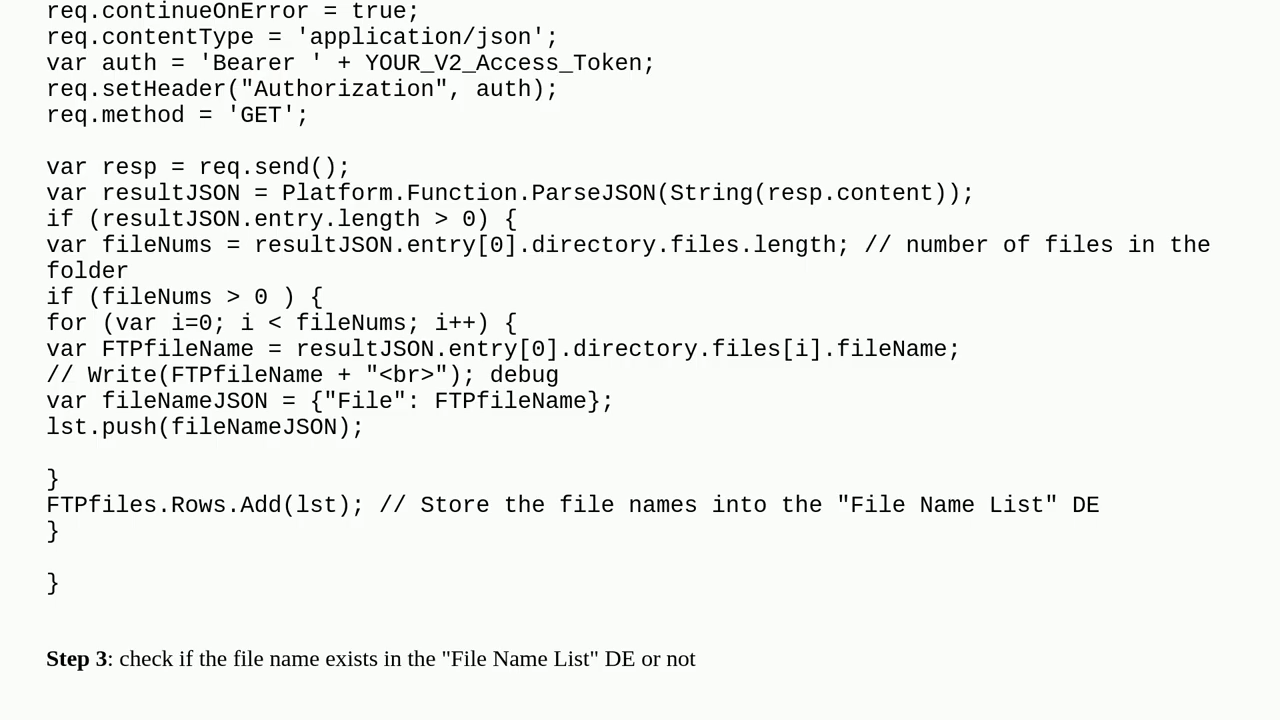 req.continueOnError = true;
req.contentType = 'application/json';
var auth = 'Bearer ' + YOUR_V2_Access_Token;
req.setHeader("Authorization", auth);
req.method = 'GET';
var resp = req.send();
var resultJSON = Platform.Function.ParseJSON(String(resp.content));
if (resultJSON.entry.length > 0) {
var fileNums = resultJSON.entry[0].directory.files.length; // number of files in the
folder
if (fileNums > 0 ) {
for (var i=0; i < fileNums; i++) {
var FTPfileName = resultJSON.entry[0].directory.files[i].fileName;
// Write(FTPfileName + "<br>"); debug
var fileNameJSON = {"File": FTPfileName};
lst.push(fileNameJSON);
}
FTPfiles.Rows.Add(lst); // Store the file names into the "File Name List" DE
}
}
Step 3: check if the file name exists in the "File Name List" DE or not